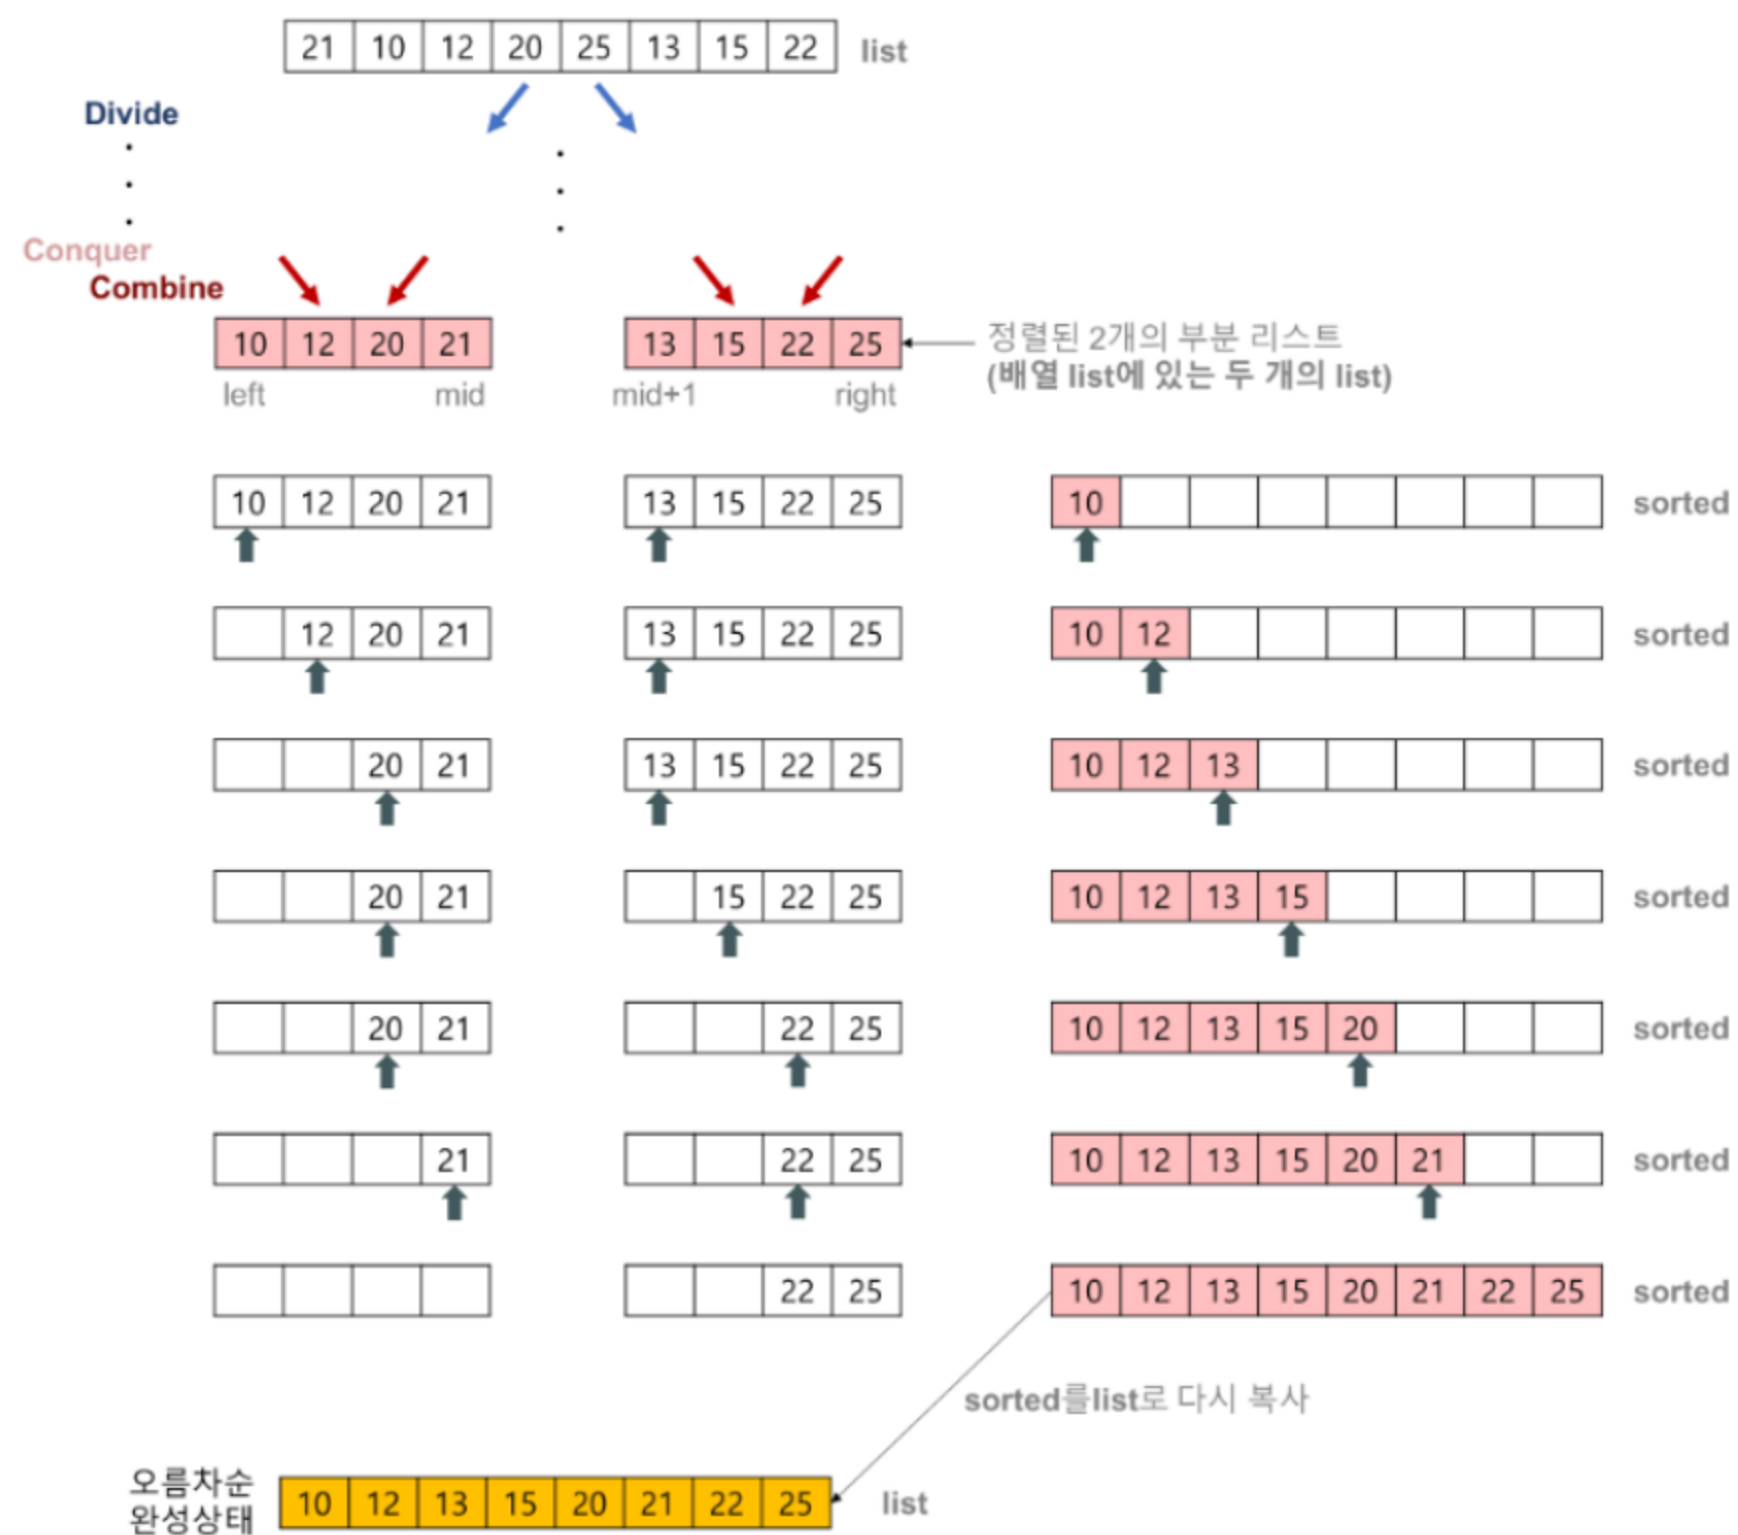 21 10 12 20 25 13 15 22 list
Divide
Conquer
Combine
10 12 20 21 13 15 22 25 정렬된 2개의 부분 리스트
(배열 list에 있는 두 개의 list)
left mid mid+1 right
10 12 20 21 13 15 22 25 10 sorted
12 20 21 13 15 22 25 10 12 sorted
20 21 13 15 22 25 10 12 13 sorted
20 21 15 22 25 10 12 13 15 sorted
20 21 22 25 10 12 13 15 20 sorted
21 22 25 10 12 13 15 20 21 sorted
22 25 10 12 13 15 20 21 22 25 sorted
sorted를list로 다시 복사
오름차순
완성상태
10 12 13 15 20 21 22 25 list